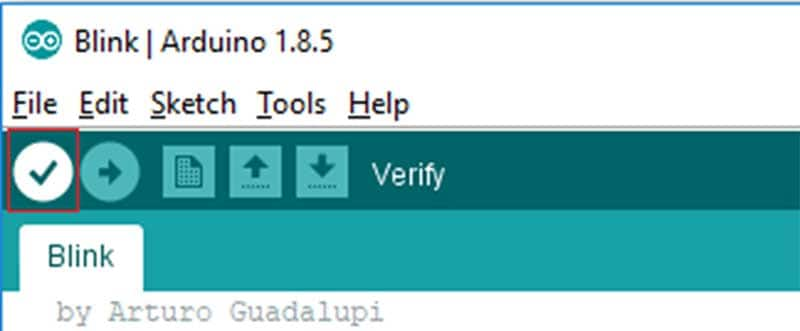 Blink | Arduino 1.8.5
File Edit Sketch Tools Help
Verify
Blink
by Arturo Guadalupi